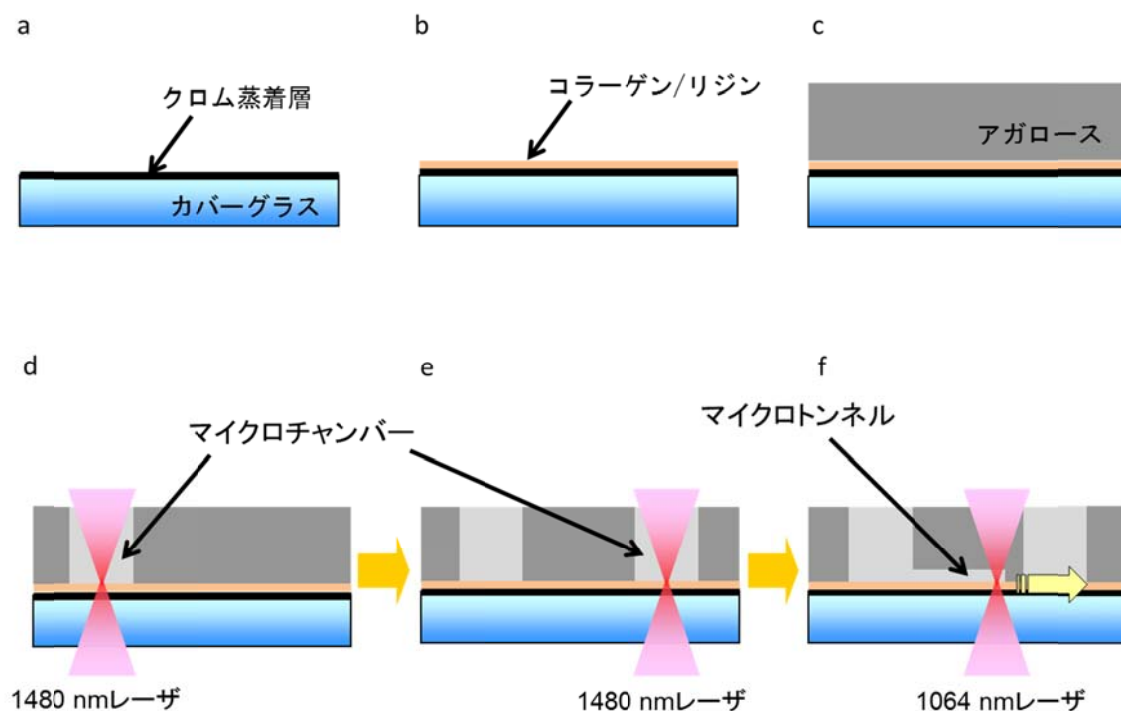 a
b
c
クロム蒸着層
カバーグラス
コラーゲン/リジン
アガロース
d
e
f
マイクロチャンバー
マイクロトンネル
1480 nmレーザ
1480 nmレーザ
1064 nmレーザ